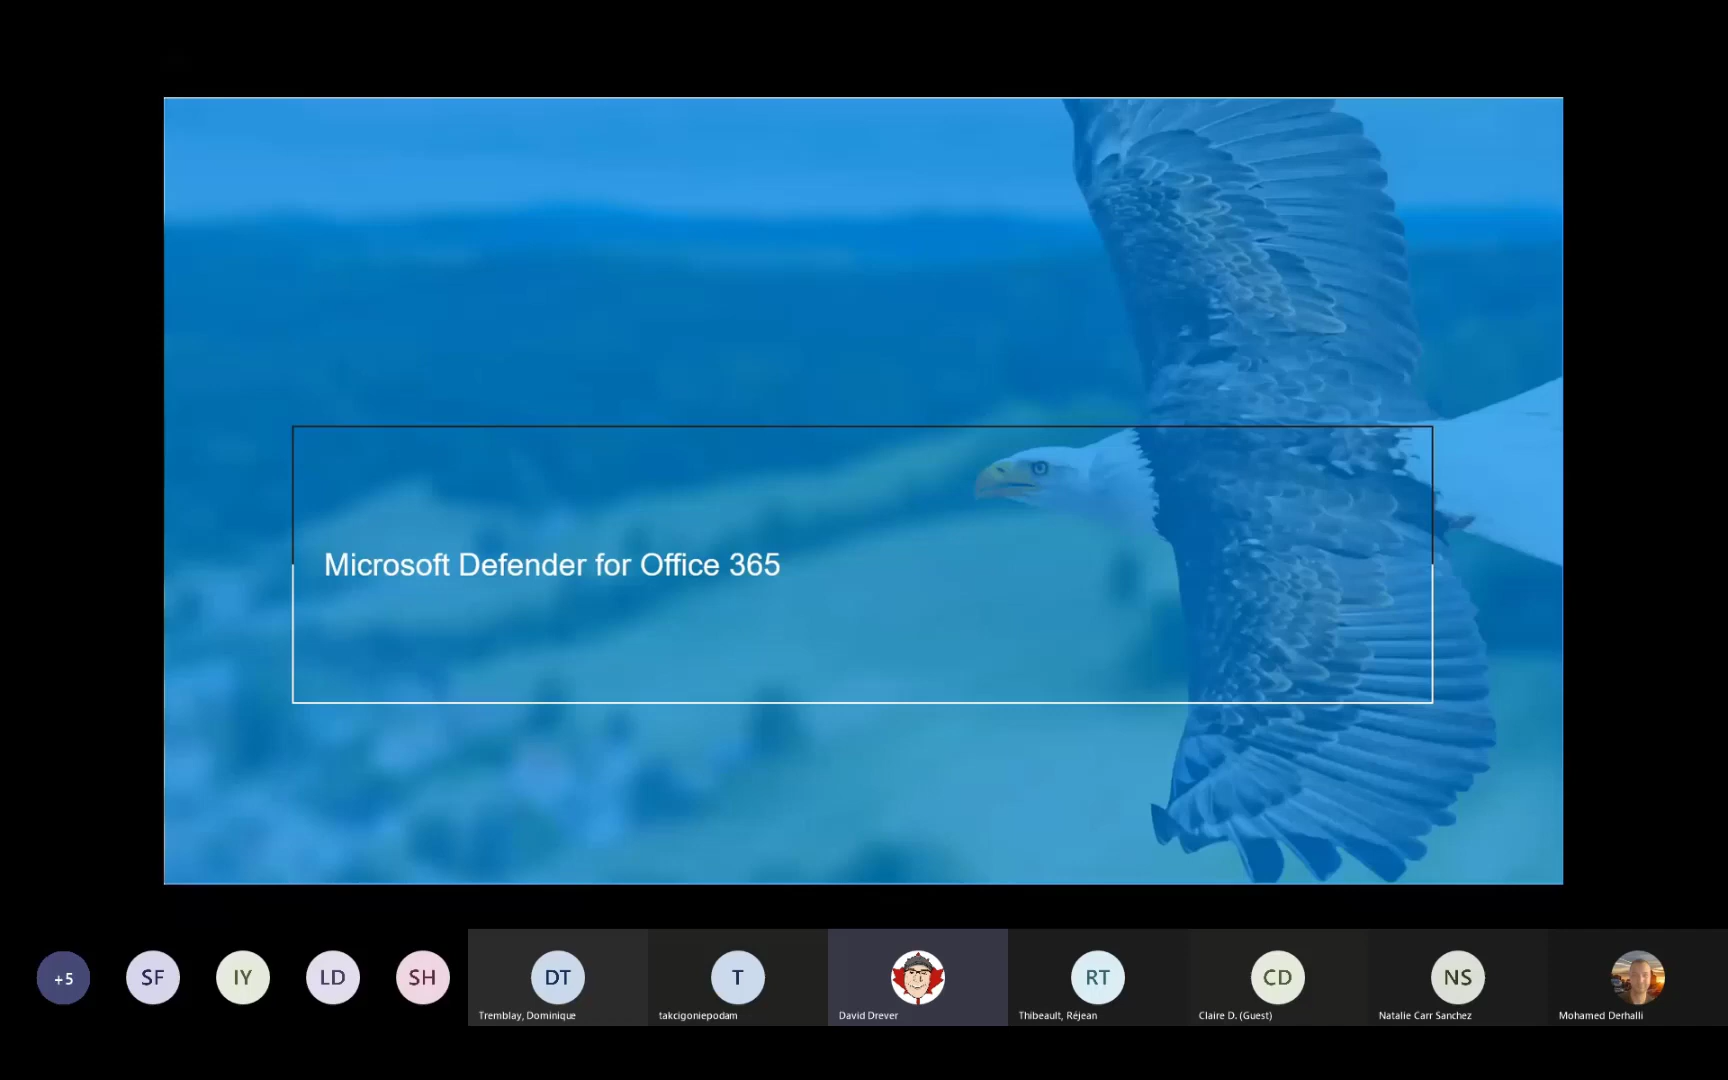 Microsoft Defender for Office 365
+5
SF
IY
LD
SH
DT
Tremblay, Dominique
T
takcigoniepodam
David Drever
RT
Thibeault, Réjean
CD
Claire D. (Guest)
NS
Natalie Carr Sanchez
Mohamed Derhalli